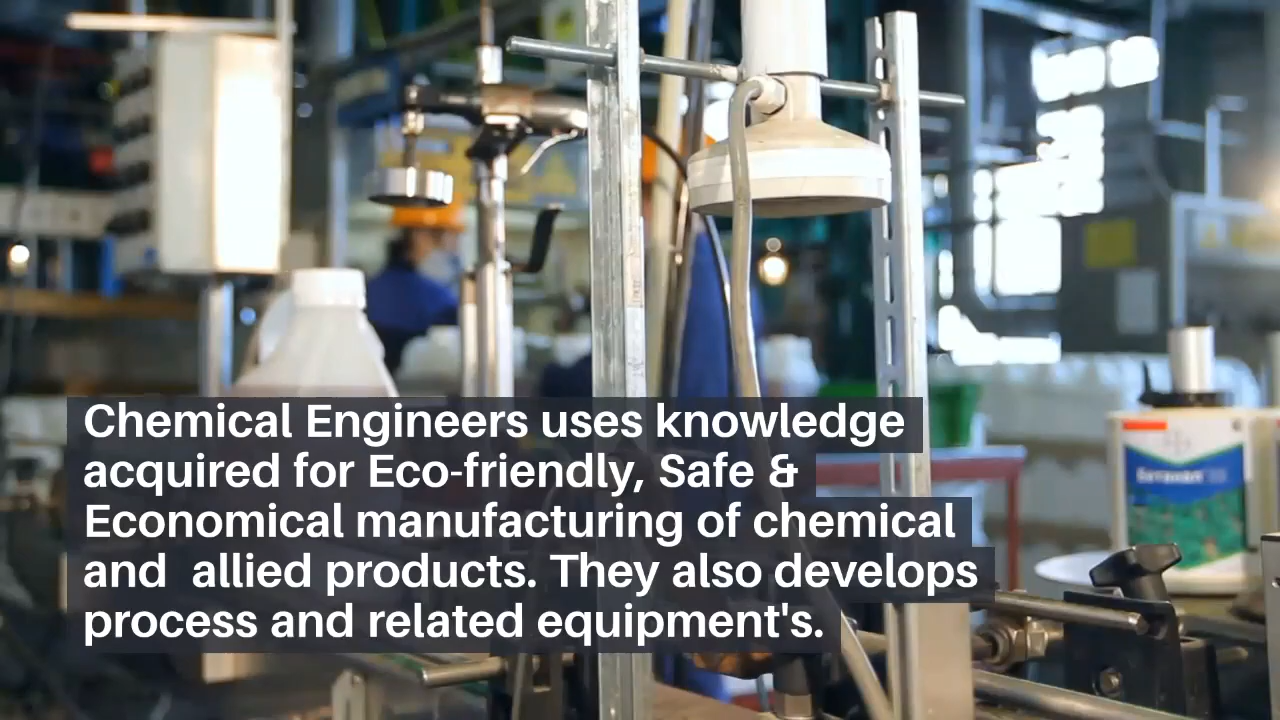 Chemical Engineers uses knowledge
acquired for Eco-friendly, Safe &
Economical manufacturing of chemical
and  allied products. They also develops
process and related equipment's.